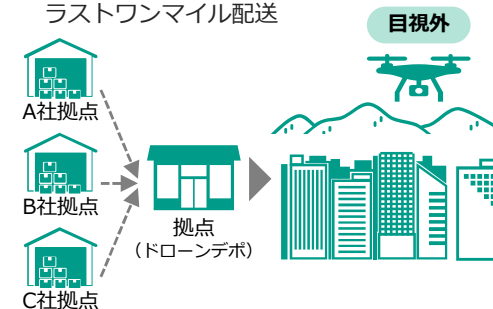 ラストワンマイル配送
目視外
A社拠点
B社拠点
C社拠点
拠点
（ドローンデポ）